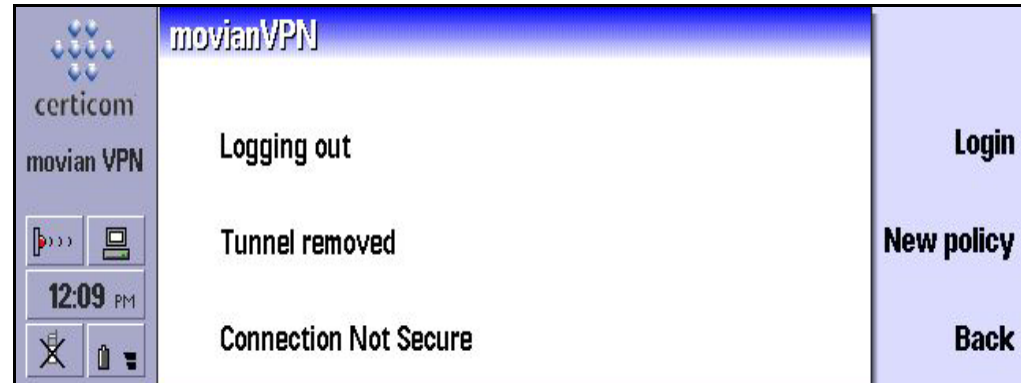 certicom
movian VPN
12:09 PM
movianVPN
Logging out
Tunnel removed
Connection Not Secure
Login
New policy
Back